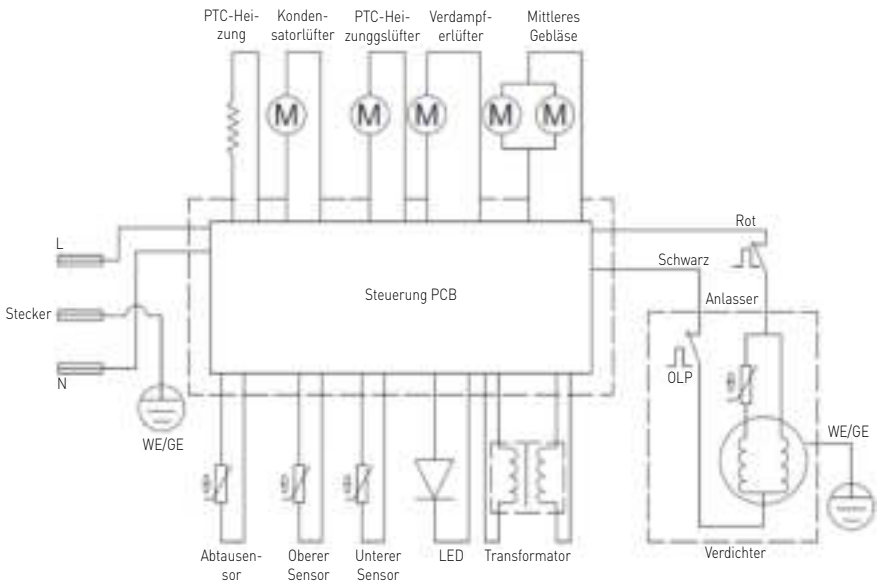 PTC-Hei-
zung
Konden-
satorlüfter
PTC-Hei-
zunggslüfter
Verdampf-
erlüfter
Mittleres
Gebläse
M
M
M
M
M
L
Stecker
N
WE/GE
Steuerung PCB
Rot
Schwarz
Anlasser
OLP
WE/GE
Verdichter
Abtausen-
sor
Oberer
Sensor
Unterer
Sensor
LED
Transformator